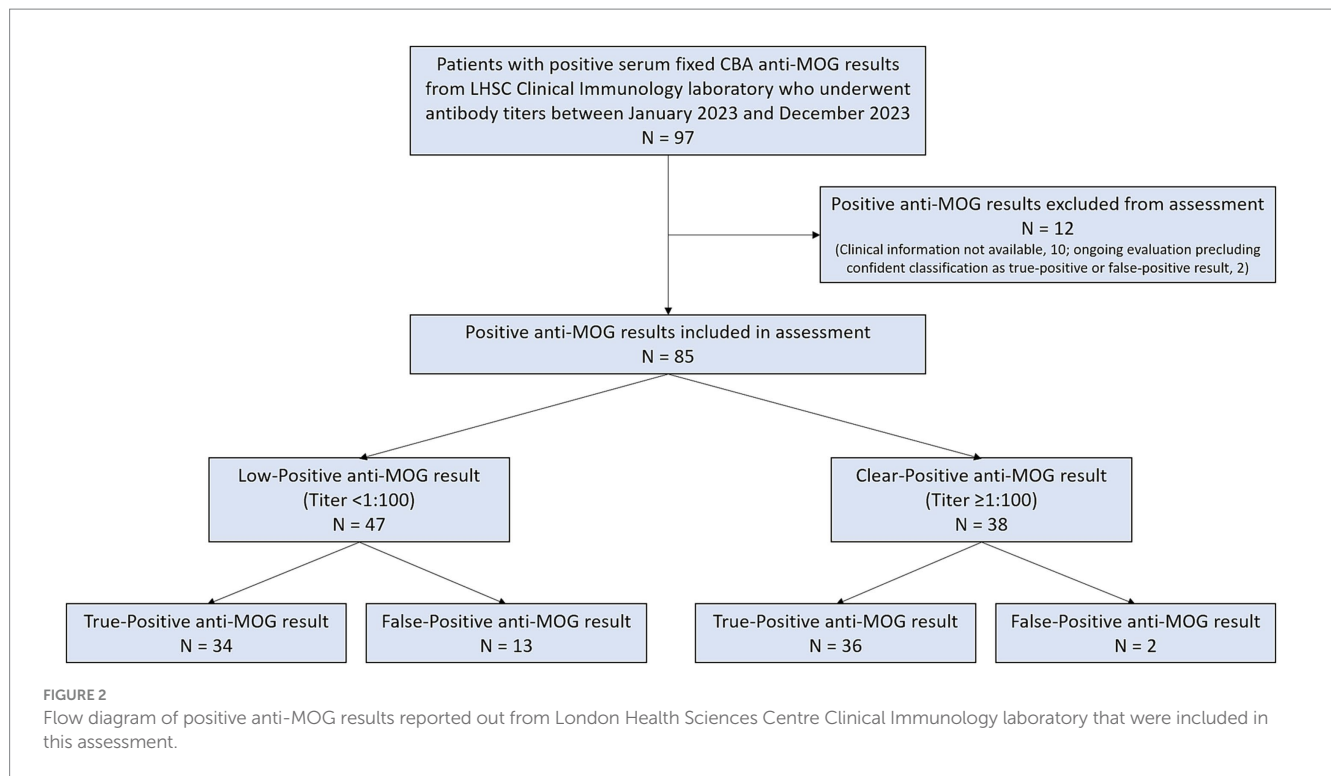 Patients with positive serum fixed CBA anti-MOG results
from LHSC Clinical Immunology laboratory who underwent
antibody titers between January 2023 and December 2023
N = 97
Positive anti-MOG results excluded from assessment
N = 12
(Clinical information not available, 10; ongoing evaluation precluding
confident classification as true-positive or false-positive result, 2)
Positive anti-MOG results included in assessment
N = 85
Low-Positive anti-MOG result
(Titer <1:100)
N = 47
Clear-Positive anti-MOG result
(Titer ≥1:100)
N = 38
True-Positive anti-MOG result
N = 34
False-Positive anti-MOG result
N = 13
True-Positive anti-MOG result
N = 36
False-Positive anti-MOG result
N = 2
FIGURE 2
Flow diagram of positive anti-MOG results reported out from London Health Sciences Centre Clinical Immunology laboratory that were included in
this assessment.